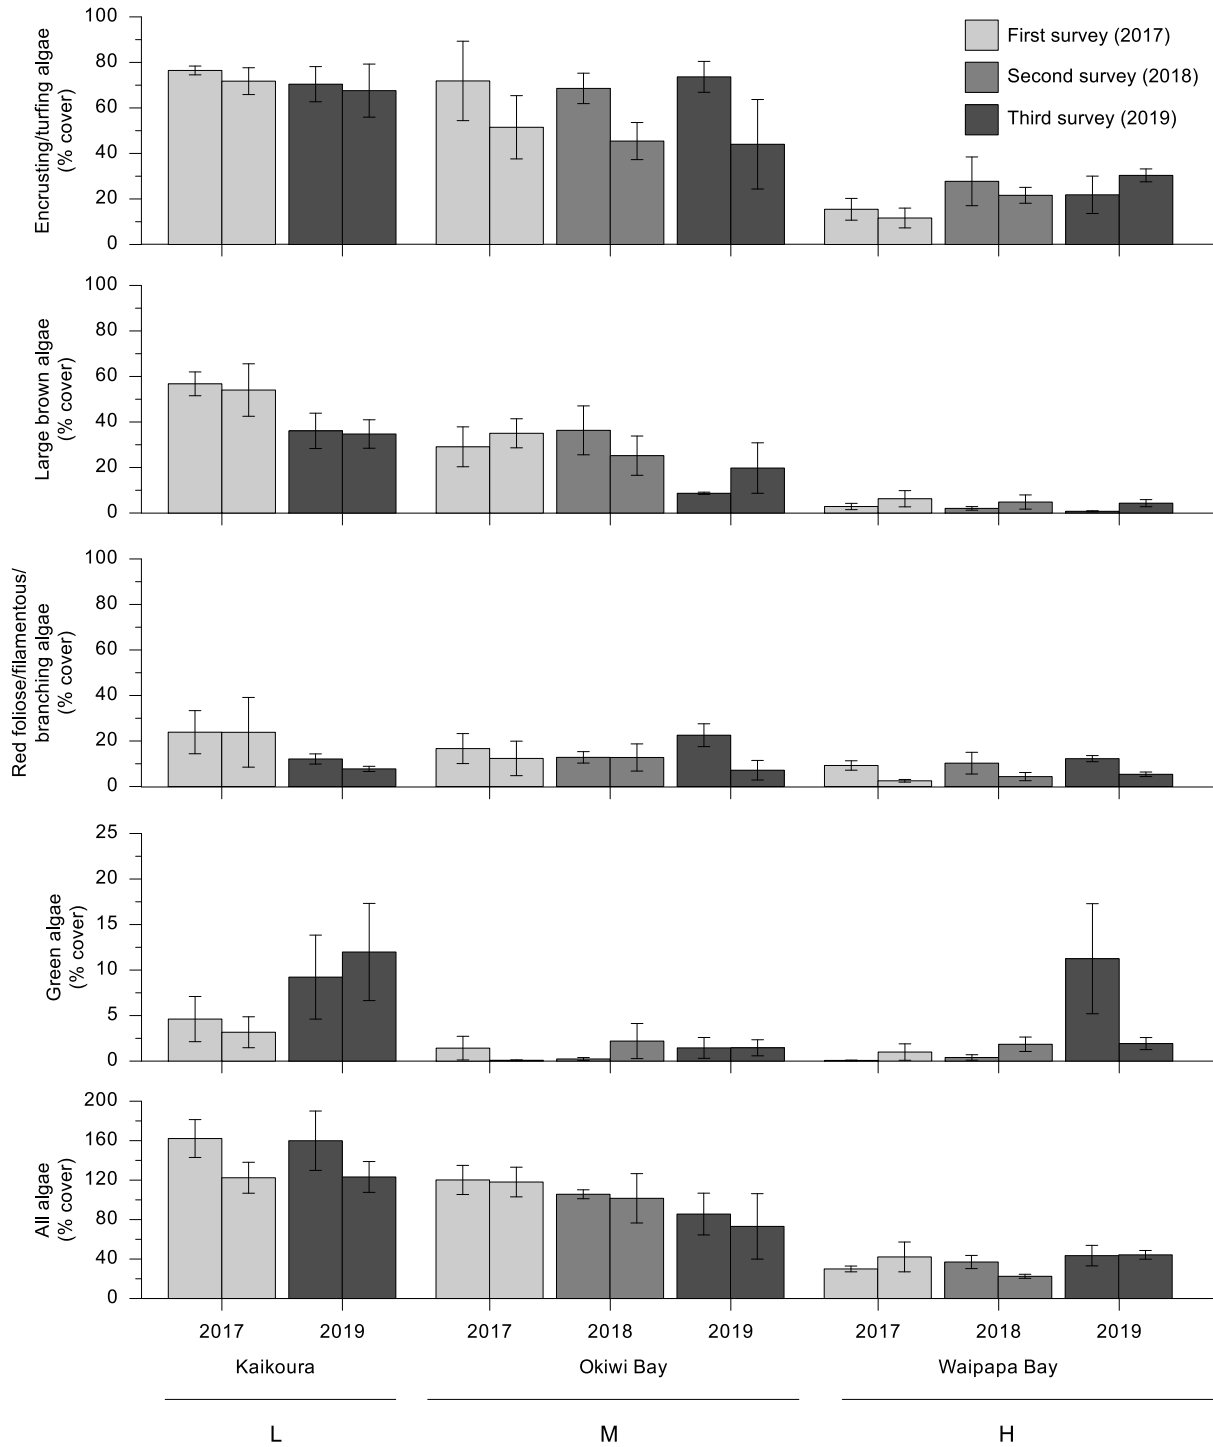 First survey (2017)
Second survey (2018)
Third survey (2019)
Encrusting/turfing algae
(% cover)
100
80
60
40
20
0
Large brown algae
(% cover)
100
80
60
40
20
0
Red foliose/filamentous/
branching algae
(% cover)
100
80
60
40
20
0
Green algae
(% cover)
25
20
15
10
5
0
All algae
(% cover)
200
160
120
80
40
0
2017 2019 2017 2018 2019 2017 2018 2019
Kaikoura Okiwi Bay Waipapa Bay
L M H